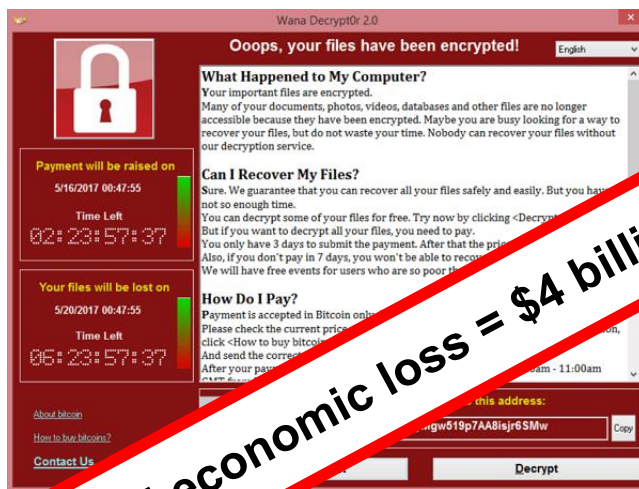 Wana Decrypt0r 2.0
Ooops, your files have been encrypted!
English
What Happened to My Computer?
Your important files are encrypted.
Many of your documents, photos, videos, databases and other files are no longer
accessible because they have been encrypted. Maybe you are busy looking for a way to
recover your files, but do not waste your time. Nobody can recover your files without
our decryption service.
Payment will be raised on
5/16/2017 00:47:55
Time Left
02:23:57:37
Can I Recover My Files?
Sure. We guarantee that you can recover all your files safely and easily. But you have
not so enough time.
You can decrypt some of your files for free. Try now by clicking
But if you want to decrypt all your files, you need to pay.
You only have 3 days to submit the payment. After that the
Also, if you don't pay in 7 days, you won't be able to
We will have free events for users who are so poor
Your files will be lost on
5/20/2017 00:47:55
Time Left
06:23:57:37
How Do I Pay?
Payment is accepted in Bitcoin
Please check the current price
click <How to buy
And send the correct
After your
- 11:00am
economic loss = $4
this address:
Copy
About bitcoin
How to buy bitcoins?
Contact Us
Decrypt